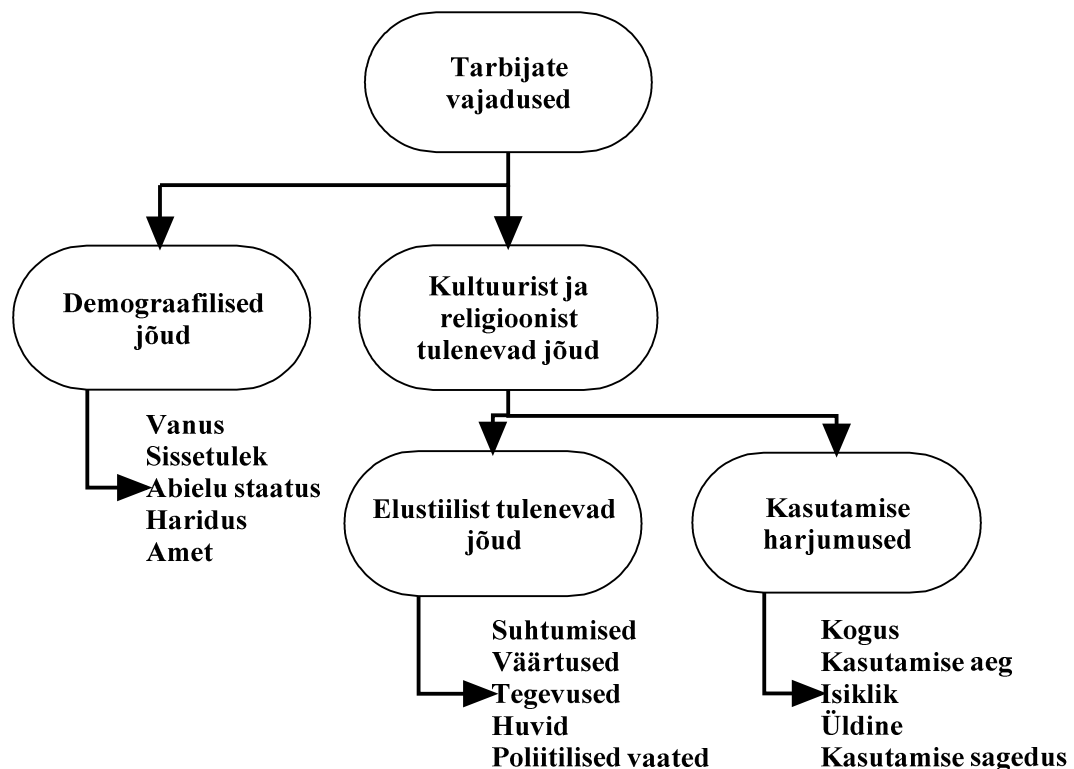 Tarbijate
vajadused
Demograafilised
jõud
Kultuurist ja
religioonist
tulenevad jõud
Vanus
Sissetulek
Abielu staatus
Haridus
Amet
Elustiilist tulenevad
jõud
Kasutamise
harjumused
Suhtumised
Väärtused
Tegevused
Huvid
Poliitilised vaated
Kogus
Kasutamise aeg
Isiklik
Üldine
Kasutamise sagedus